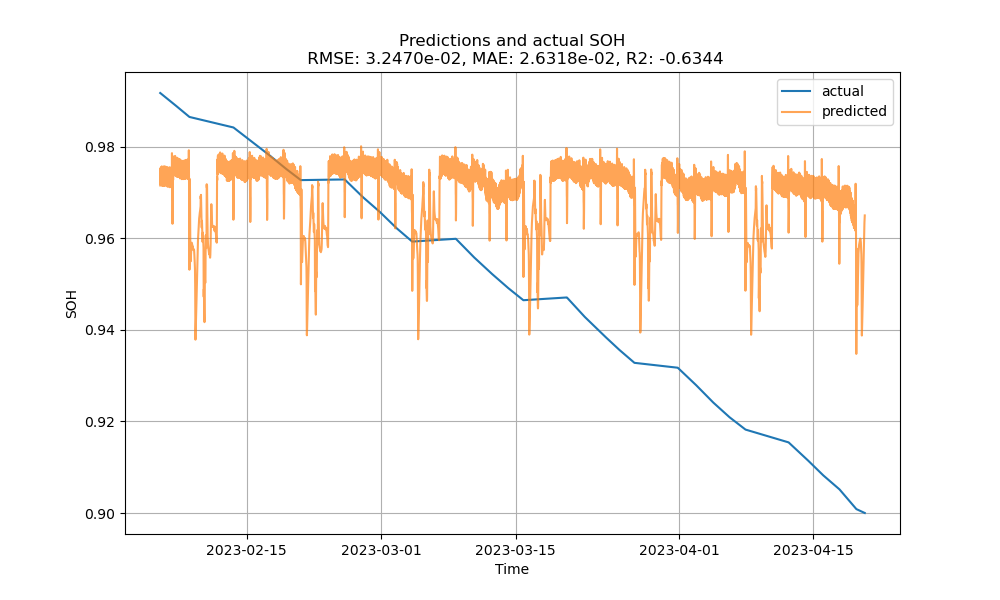 Predictions and actual SOH
RMSE: 3.2470e-02, MAE: 2.6318e-02, R2: -0.6344
actual
predicted
0.98
0.96
0.94
0.92
0.90
SOH
2023-02-15
2023-03-01
2023-03-15
2023-04-01
2023-04-15
Time